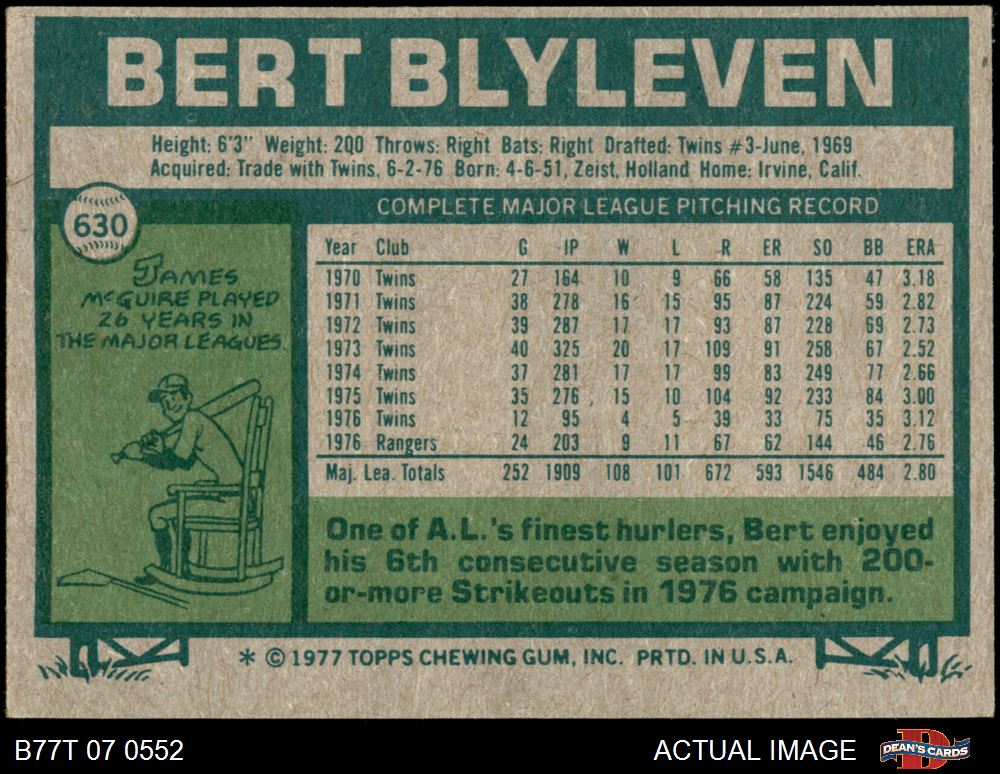 BERT BLYLEVEN
Height: 6'3" Weight: 200 Throws: Right Bats: Right Drafted: Twins #3-June, 1969
Acquired: Trade with Twins, 6-2-76 Born: 4-6-51, Zeist, Holland Home: Irvine, Calif.
630
JAMES
McGUIRE PLAYED
26 YEARS IN
THE MAJOR LEAGUES.
COMPLETE MAJOR LEAGUE PITCHING RECORD
Year Club G IP W L R ER SO BB ERA
1970 Twins 27 164 10 9 66 58 135 47 3.18
1971 Twins 38 278 16 15 95 87 224 59 2.82
1972 Twins 39 287 17 17 93 87 228 69 2.73
1973 Twins 40 325 20 17 109 91 258 67 2.52
1974 Twins 37 281 17 17 99 83 249 77 2.66
1975 Twins 35 276 15 10 104 92 233 84 3.00
1976 Twins 12 95 4 5 39 33 75 35 3.12
1976 Rangers 24 203 9 11 67 62 144 46 2.76
Maj. Lea. Totals 252 1909 108 101 672 593 1546 484 2.80
One of A.L.'s finest hurlers, Bert enjoyed
his 6th consecutive season with 200-
or-more Strikeouts in 1976 campaign.
* © 1977 TOPPS CHEWING GUM, INC. PRTD. IN U.S.A.
B77T 07 0552 ACTUAL IMAGE DEAN'S CARDS